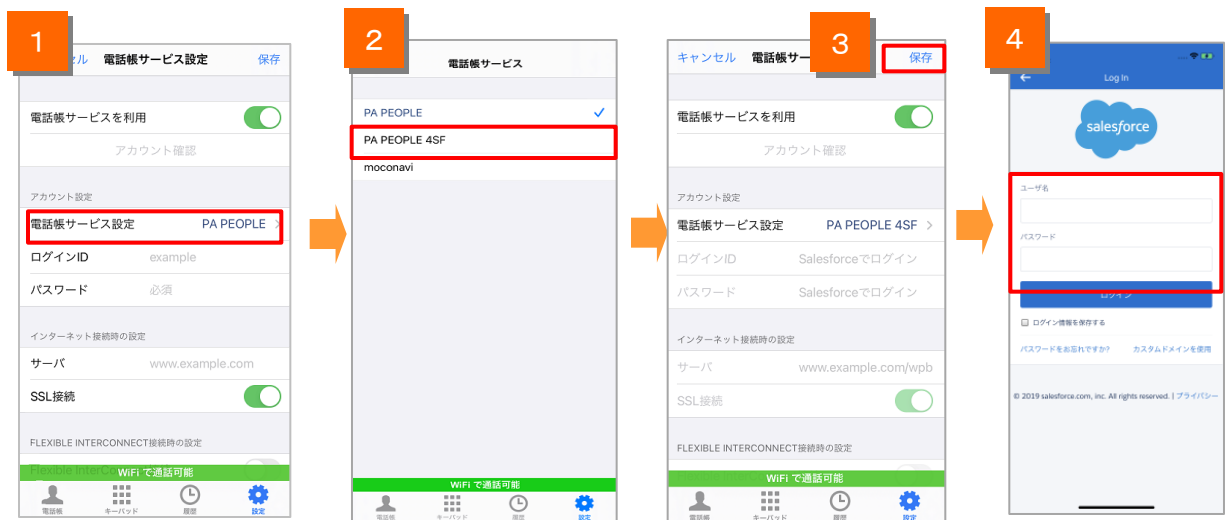 1
ル 電話帳サービス設定 保存
電話帳サービスを利用
アカウント確認
アカウント設定
電話帳サービス設定 PA PEOPLE >
ログインID example
パスワード 必須
インターネット接続時の設定
サーバ www.example.com
SSL接続
FLEXIBLE INTERCONNECT接続時の設定
Flexible InterCo
WiFi で通話可能
電話帳 キーパッド 履歴 設定
2
電話帳サービス
PA PEOPLE
PA PEOPLE 4SF
moconavi
WiFi で通話可能
電話帳 キーパッド 履歴 設定
3
キャンセル 電話帳サー 保存
電話帳サービスを利用
アカウント確認
アカウント設定
電話帳サービス設定 PA PEOPLE 4SF >
ログインID Salesforceでログイン
パスワード Salesforceでログイン
インターネット接続時の設定
サーバ www.example.com/wpb
SSL接続
FLEXIBLE INTERCONNECT接続時の設定
WiFi で通話可能
電話帳 キーパッド 履歴 設定
4
Log In
salesforce
ユーザ名
パスワード
ログイン
ログイン情報を保存する
パスワードをお忘れですか? カスタムドメインを使用
© 2019 salesforce.com, inc. All rights reserved. | プライバシー